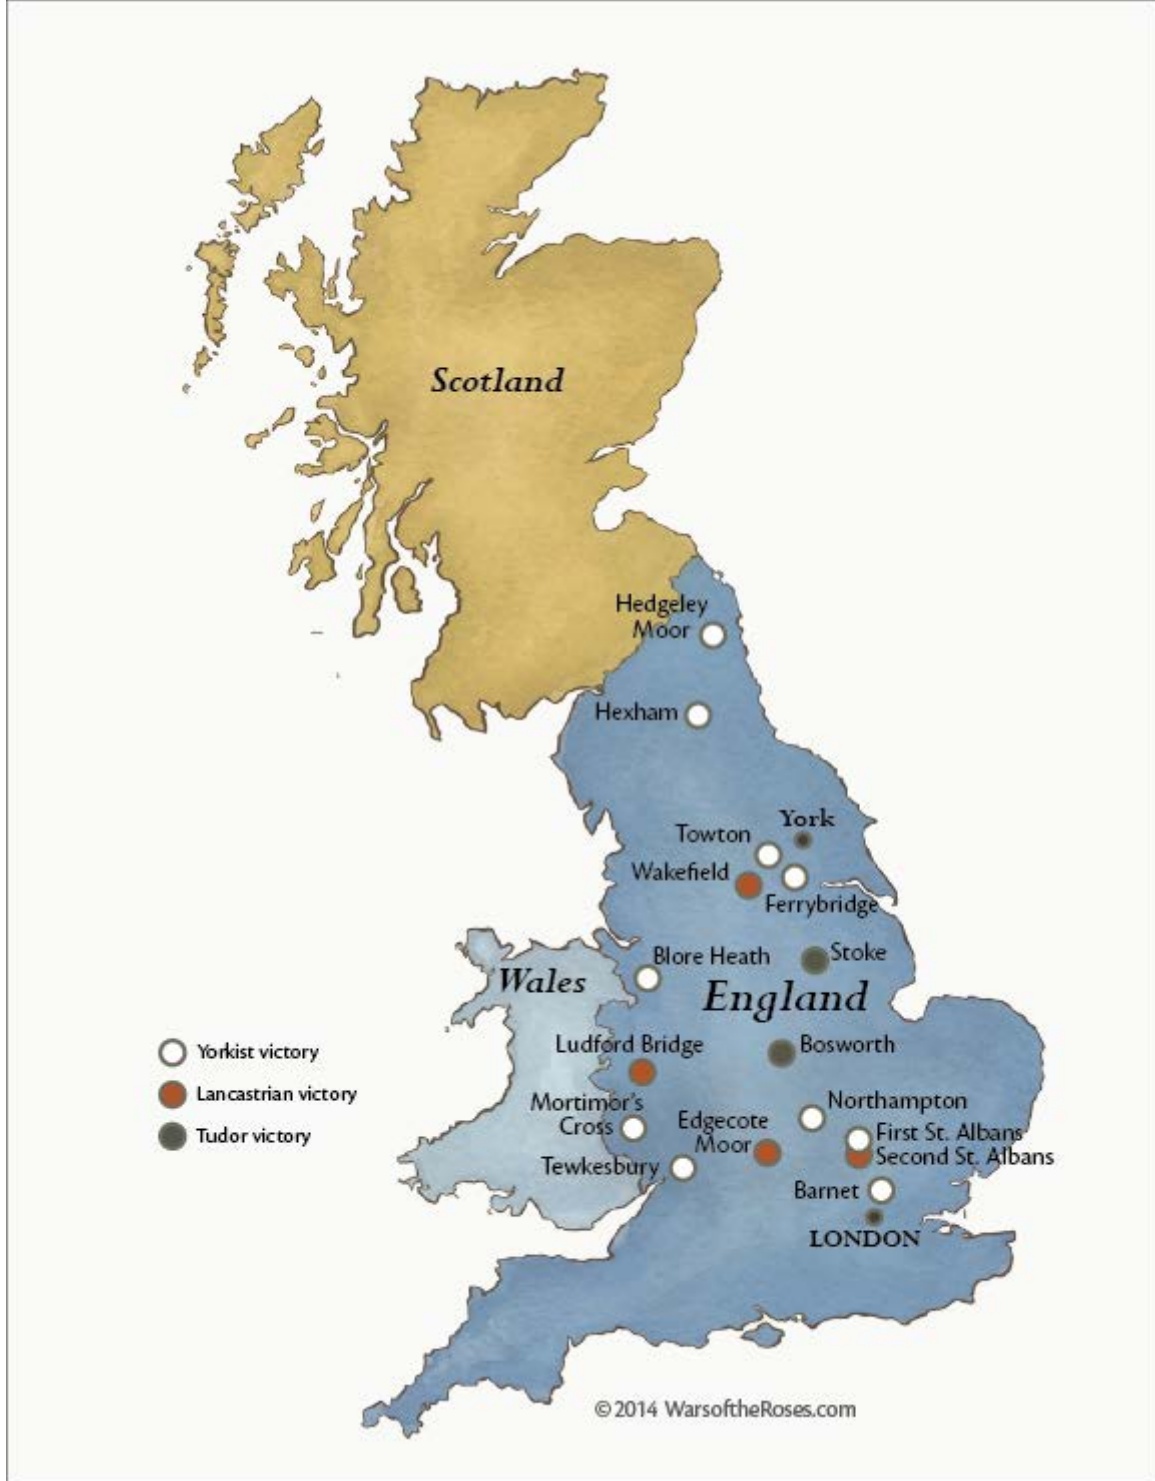 Scotland
Hedgeley
Moor
Hexham
York
Towton
Wakefield
Ferrybridge
Blore Heath
Stoke
Wales
England
Ludford Bridge
Bosworth
Yorkist victory
Lancastrian victory
Tudor victory
Mortimor's
Cross
Edgecote
Moor
Northampton
First St. Albans
Second St. Albans
Tewkesbury
Barnet
LONDON
©2014 WarsoftheRoses.com